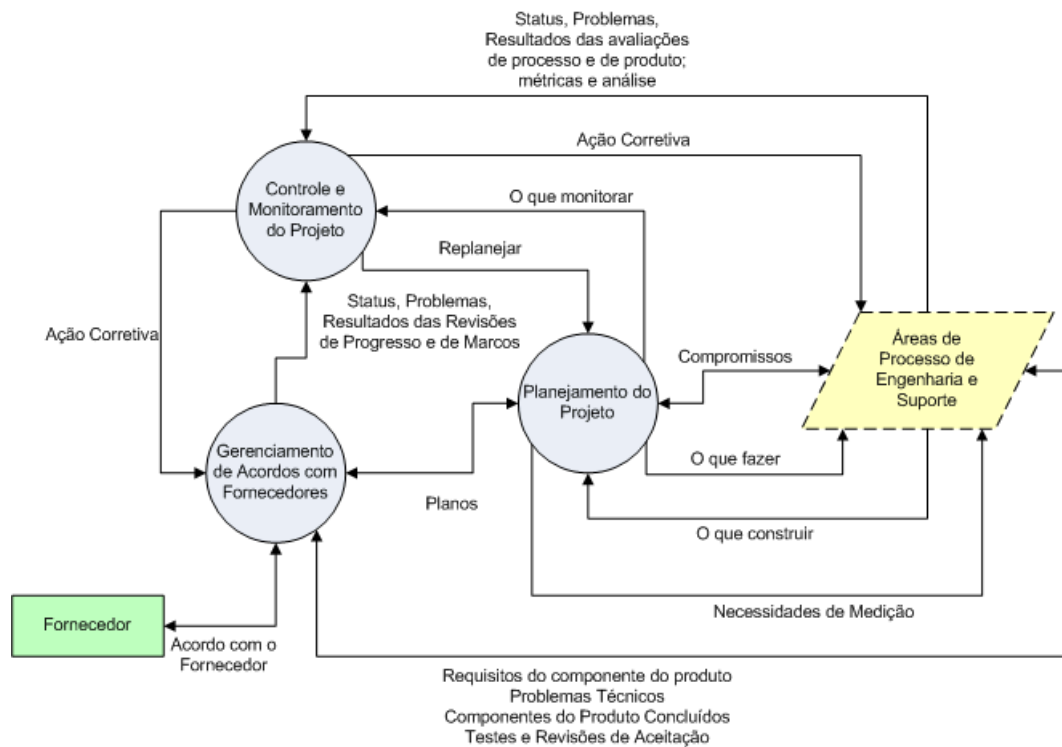 Status, Problemas,
Resultados das avaliações
de processo e de produto;
métricas e análise
Ação Corretiva
Controle e
Monitoramento
do Projeto
O que monitorar
Replanejar
Status, Problemas,
Resultados das Revisões
de Progresso e de Marcos
Ação Corretiva
Áreas de
Processo de
Engenharia e
Suporte
Compromissos
Planejamento do
Projeto
Gerenciamento
de Acordos com
Fornecedores
O que fazer
Planos
O que construir
Necessidades de Medição
Fornecedor
Acordo com o
Fornecedor
Requisitos do componente do produto
Problemas Técnicos
Componentes do Produto Concluídos
Testes e Revisões de Aceitação